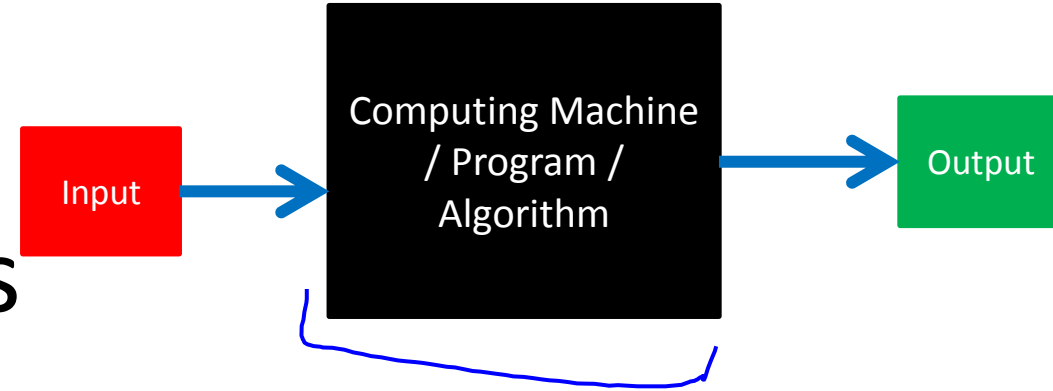 Input
Computing Machine
/ Program /
Algorithm
Output
s